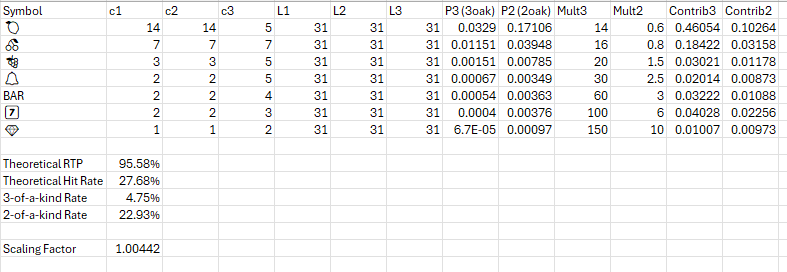 Symbol c1 c2 c3 L1 L2 L3 P3 (3oak) P2 (2oak) Mult3 Mult2 Contrib3 Contrib2
14 14 5 31 31 31 0.0329 0.17106 14 0.6 0.46054 0.10264
7 7 7 31 31 31 0.01151 0.03948 16 0.8 0.18422 0.03158
3 3 5 31 31 31 0.00151 0.00785 20 1.5 0.03021 0.01178
2 2 5 31 31 31 0.00067 0.00349 30 2.5 0.02014 0.00873
BAR 2 2 4 31 31 31 0.00054 0.00363 60 3 0.03222 0.01088
7 2 2 3 31 31 31 0.0004 0.00376 100 6 0.04028 0.02256
1 1 2 31 31 31 6.7E-05 0.00097 150 10 0.01007 0.00973
Theoretical RTP 95.58%
Theoretical Hit Rate 27.68%
3-of-a-kind Rate 4.75%
2-of-a-kind Rate 22.93%
Scaling Factor 1.00442